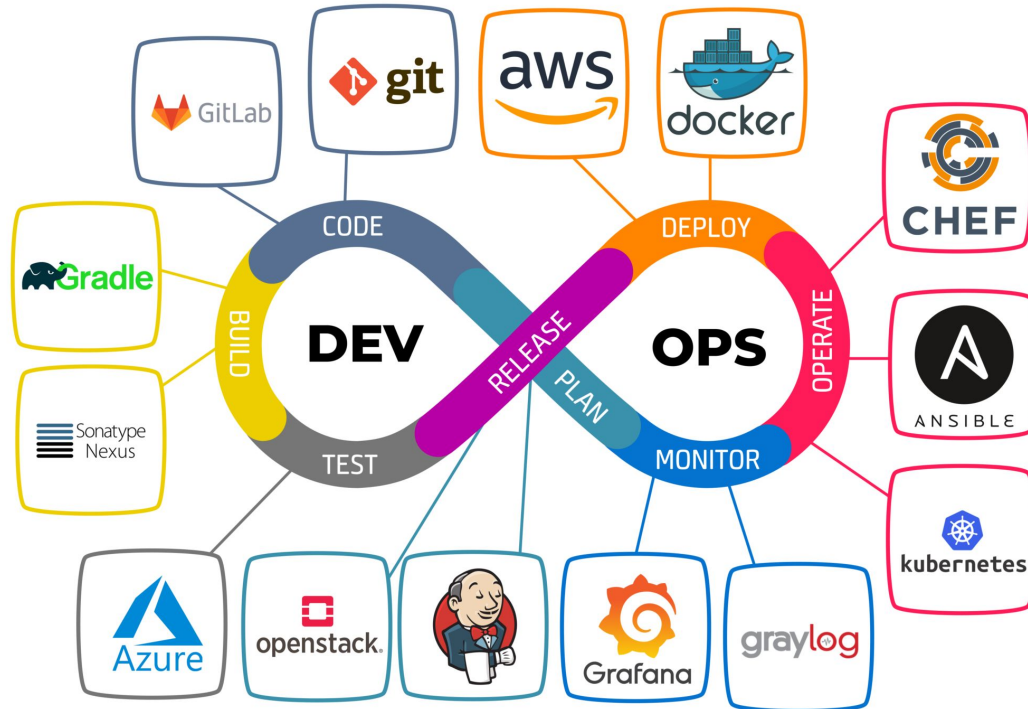 GitLab
git
aws
docker
CHEF
CODE
DEPLOY
Gradle
BUILD
DEV
RELEASE
OPS
OPERATE
PLAN
ANSIBLE
Sonatype
Nexus
TEST
MONITOR
kubernetes
Azure
openstack.
Grafana
graylog